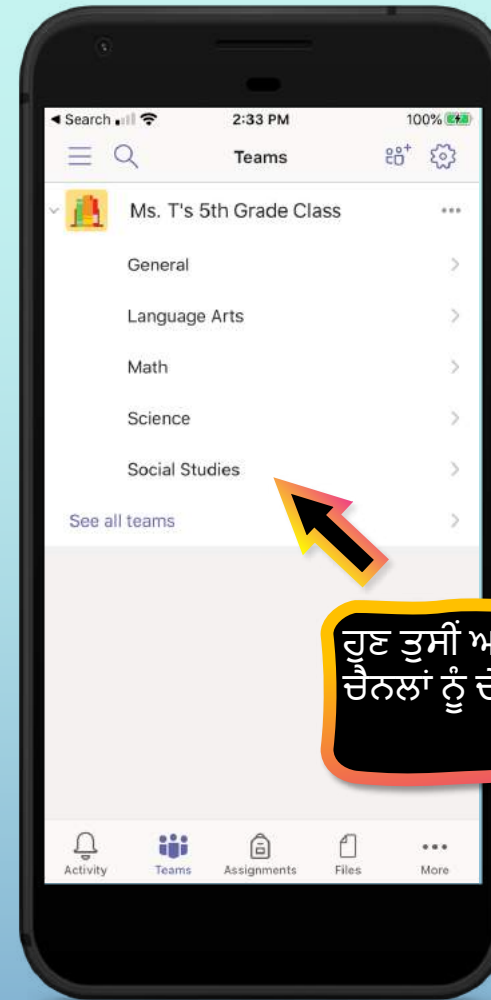 Search
2:33 PM
100%
Teams
Ms. T's 5th Grade Class
General
Language Arts
Math
Science
Social Studies
See all teams
ਹੁਣ ਤੁਸੀਂ
ਚੈਨਲਾਂ ਨੂੰ
Activity
Teams
Assignments
Files
More